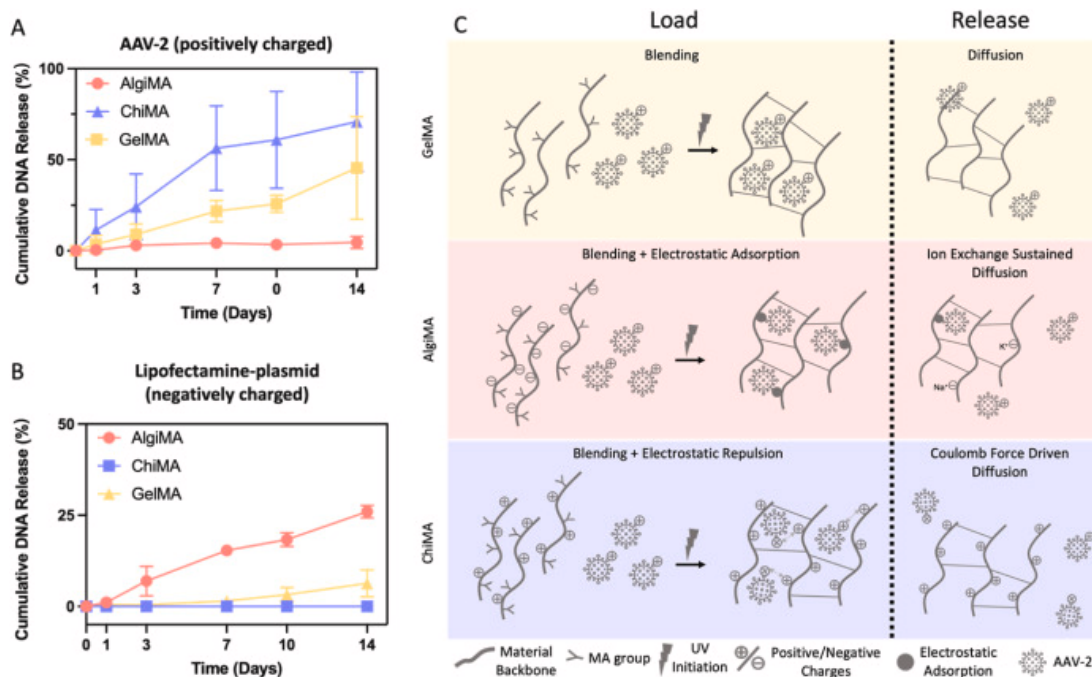 A
AAV-2 (positively charged)
AlgiMA
ChiMA
GelMA
Cumulative DNA Release (%)
100
75
50
25
0
1
3
7
0
14
Time (Days)
B
Lipofectamine-plasmid
(negatively charged)
AlgiMA
ChiMA
GelMA
Cumulative DNA Release (%)
50
25
0
0
1
3
7
10
14
Time (Days)
C
Load
Release
GelMA
Blending
Diffusion
AlgiMA
Blending + Electrostatic Adsorption
Ion Exchange Sustained
Diffusion
K+
Na+
ChiMA
Blending + Electrostatic Repulsion
Coulomb Force Driven
Diffusion
Material
Backbone
MA group
UV
Initiation
Positive/Negative
Charges
Electrostatic
Adsorption
AAV-2